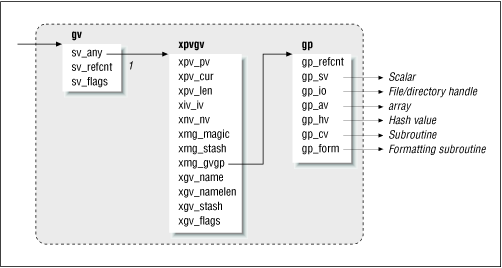 gv
sv_any
sv_refcnt
sv_flags
1
xpvgv
xpv_pv
xpv_cur
xpv_len
xiv_iv
xnv_nv
xmg_magic
xmg_stash
xmg_gvgp
xgv_name
xgv_namelen
xgv_stash
xgv_flags
gp
gp_refcnt
gp_sv
gp_io
gp_av
gp_hv
gp_cv
gp_form
Scalar
File/directory handle
array
Hash value
Subroutine
Formatting subroutine